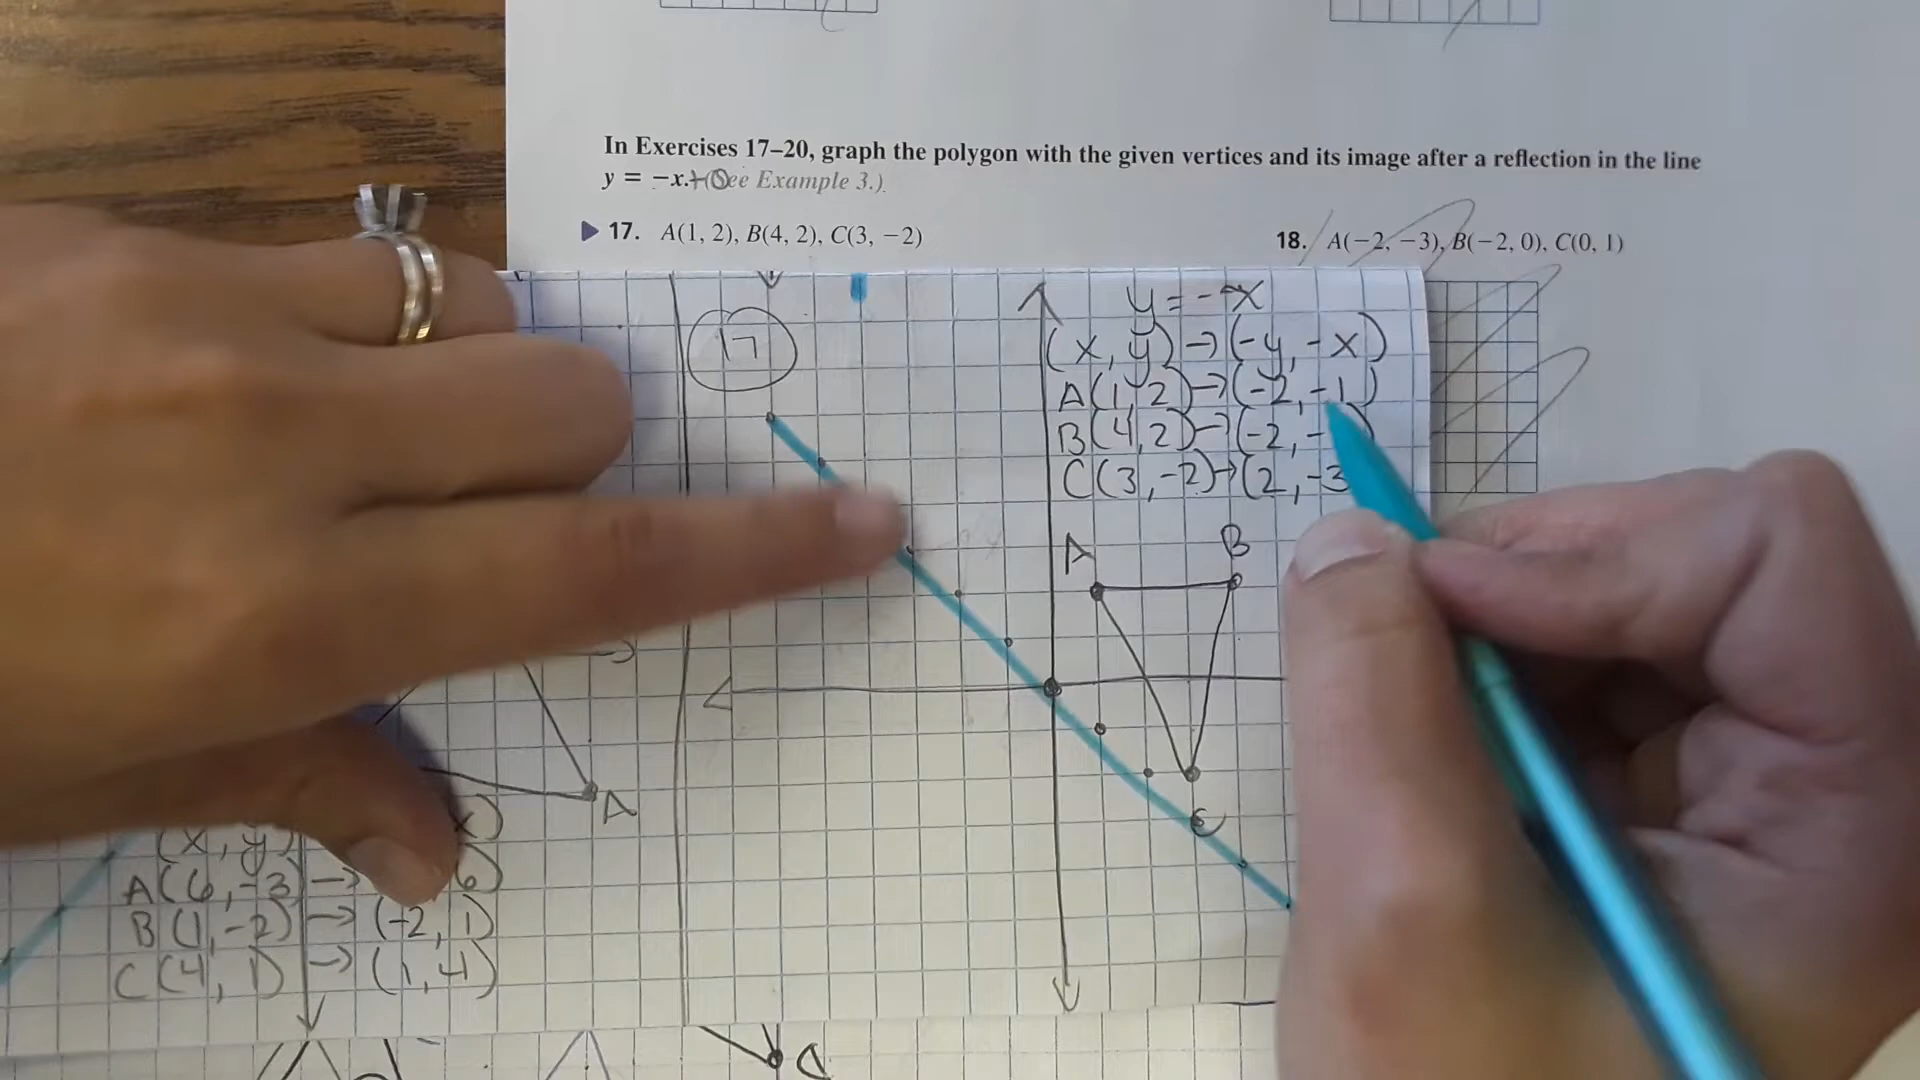 In Exercises 17–20, graph the polygon with the given vertices and its image after a reflection in the line
y = −x.+0 (See Example 3.)
17. A(1, 2), B(4, 2), C(3, −2)
18. A(−2, −3), B(−2, 0), C(0, 1)
17
y = -x
(x, y) → (-y, -x)
A(1, 2) → (-2, -1)
B(4, 2) → (-2, -
C(3, -2) → (2, -3
A
B
C
A
(x, y)
x)
A(6, -3) →
6)
B(1, -2) → (-2, 1)
C(4, 1) → (1, 4)